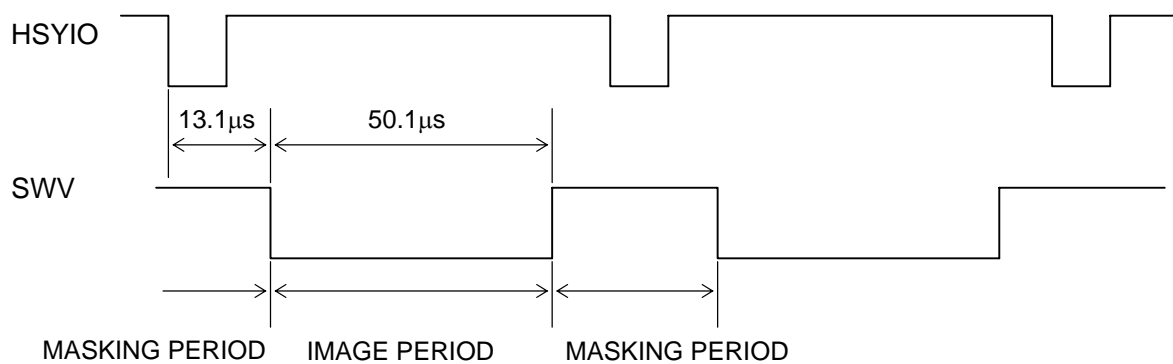 HSYIO
13.1μs 50.1μs
SWV
MASKING PERIOD IMAGE PERIOD MASKING PERIOD